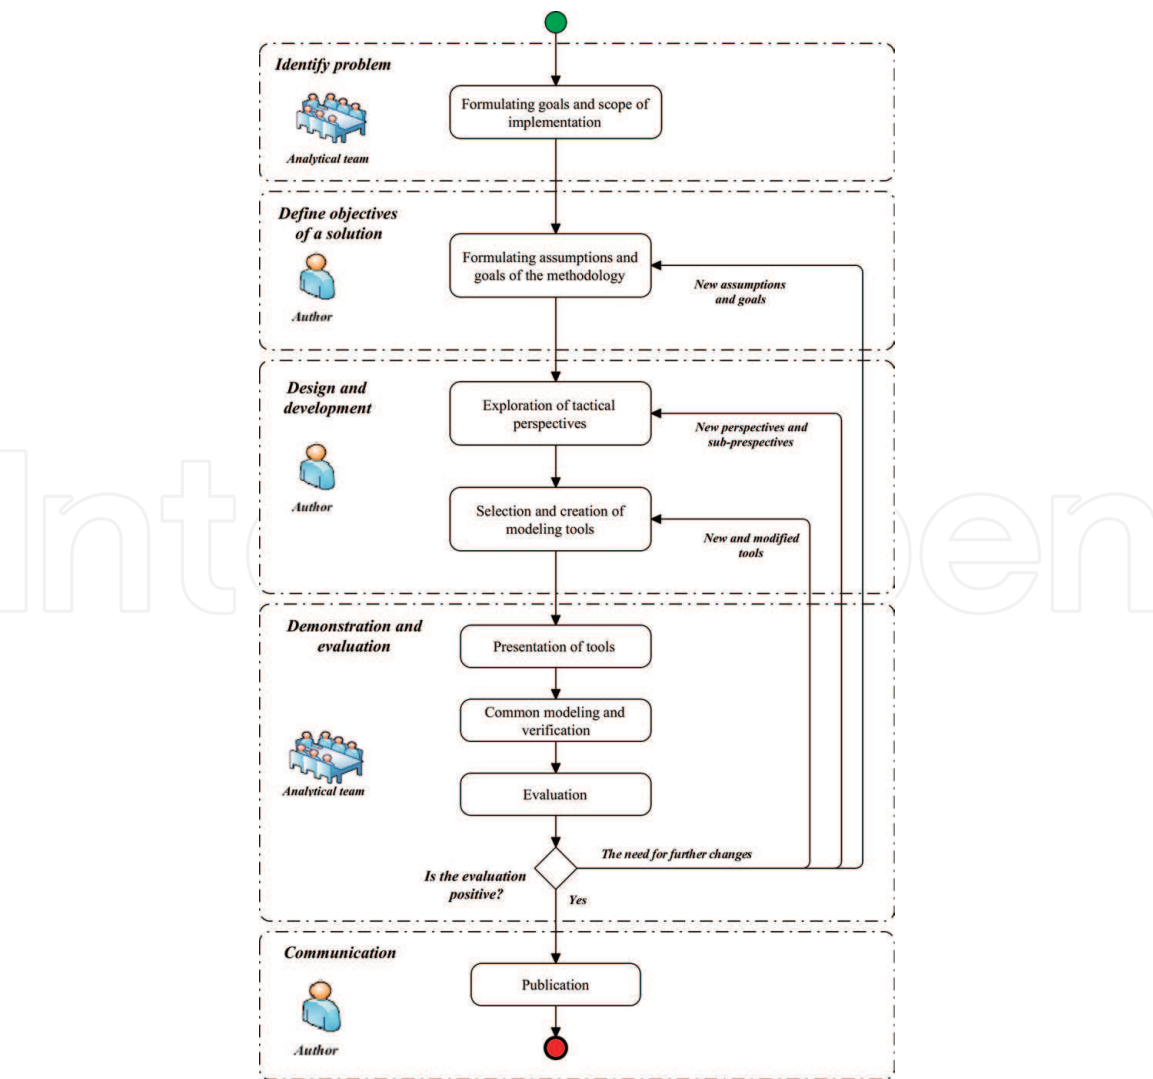 Identify problem
Formulating goals and scope of
implementation
Analytical team
Define objectives
of a solution
Formulating assumptions and
goals of the methodology
New assumptions
and goals
Author
Design and
development
Exploration of tactical
perspectives
New perspectives and
sub-prespectives
Author
Selection and creation of
modeling tools
New and modified
tools
Demonstration and
evaluation
Presentation of tools
Common modeling and
verification
Analytical team
Evaluation
The need for further changes
Is the evaluation
positive?
Yes
Communication
Publication
Author